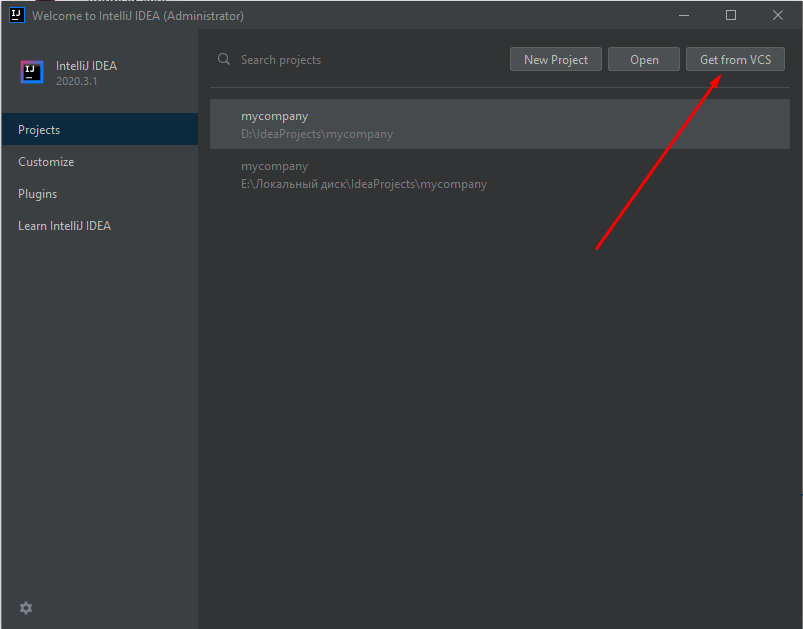 Welcome to IntelliJ IDEA (Administrator)
IntelliJ IDEA
2020.3.1
Projects
Customize
Plugins
Learn IntelliJ IDEA
Search projects
New Project
Open
Get from VCS
mycompany
D:\IdeaProjects\mycompany
mycompany
E:\Локальный диск\IdeaProjects\mycompany